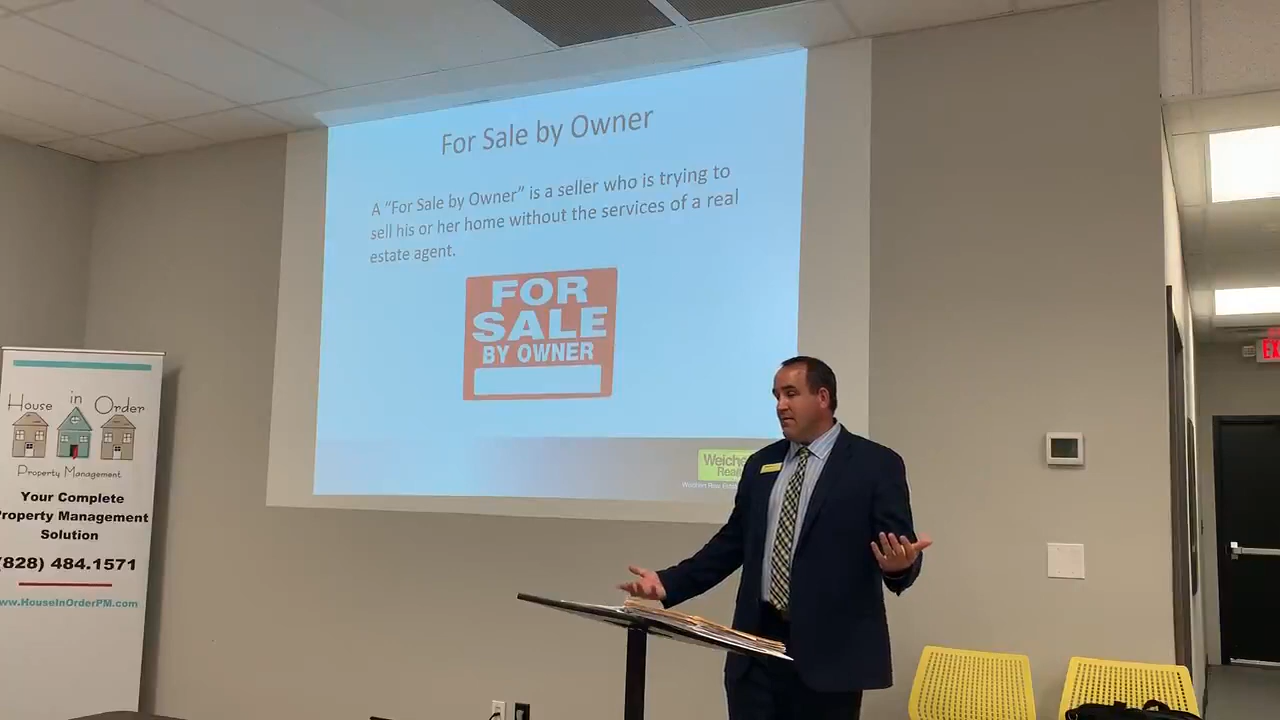 For Sale by Owner
A “For Sale by Owner” is a seller who is trying to
sell his or her home without the services of a real
estate agent.
FOR
SALE
BY OWNER
House in Order
Property Management
Your Complete
Property Management
Solution
(828) 484.1571
www.HouseInOrderPM.com